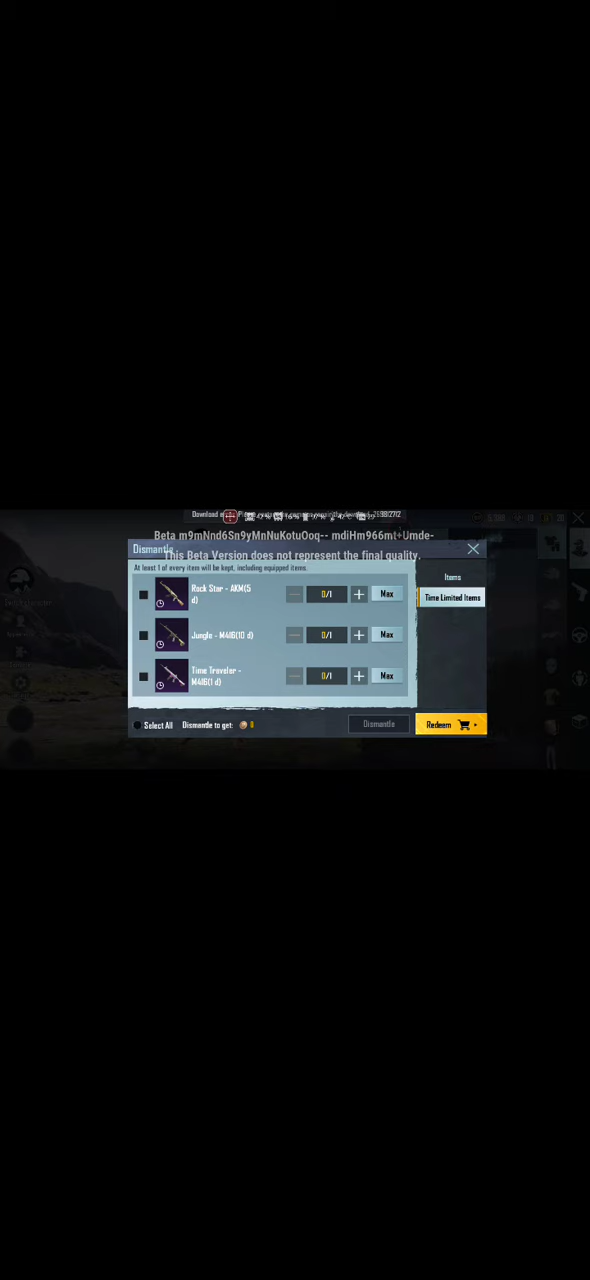 Beta m9mNnd6Sn9yMnNuKotuOoq-- mdiHm966mt+Umde-
Dismantle
This Beta Version does not represent the final quality.
At least 1 of every item will be kept, including equipped items.
Items
Time Limited Items
Rock Star - AKM(5
d)
0/1
Max
Jungle - M416(10 d)
0/1
Max
Time Traveler -
M416(1 d)
0/1
Max
Select All
Dismantle to get:
0
Dismantle
Redeem